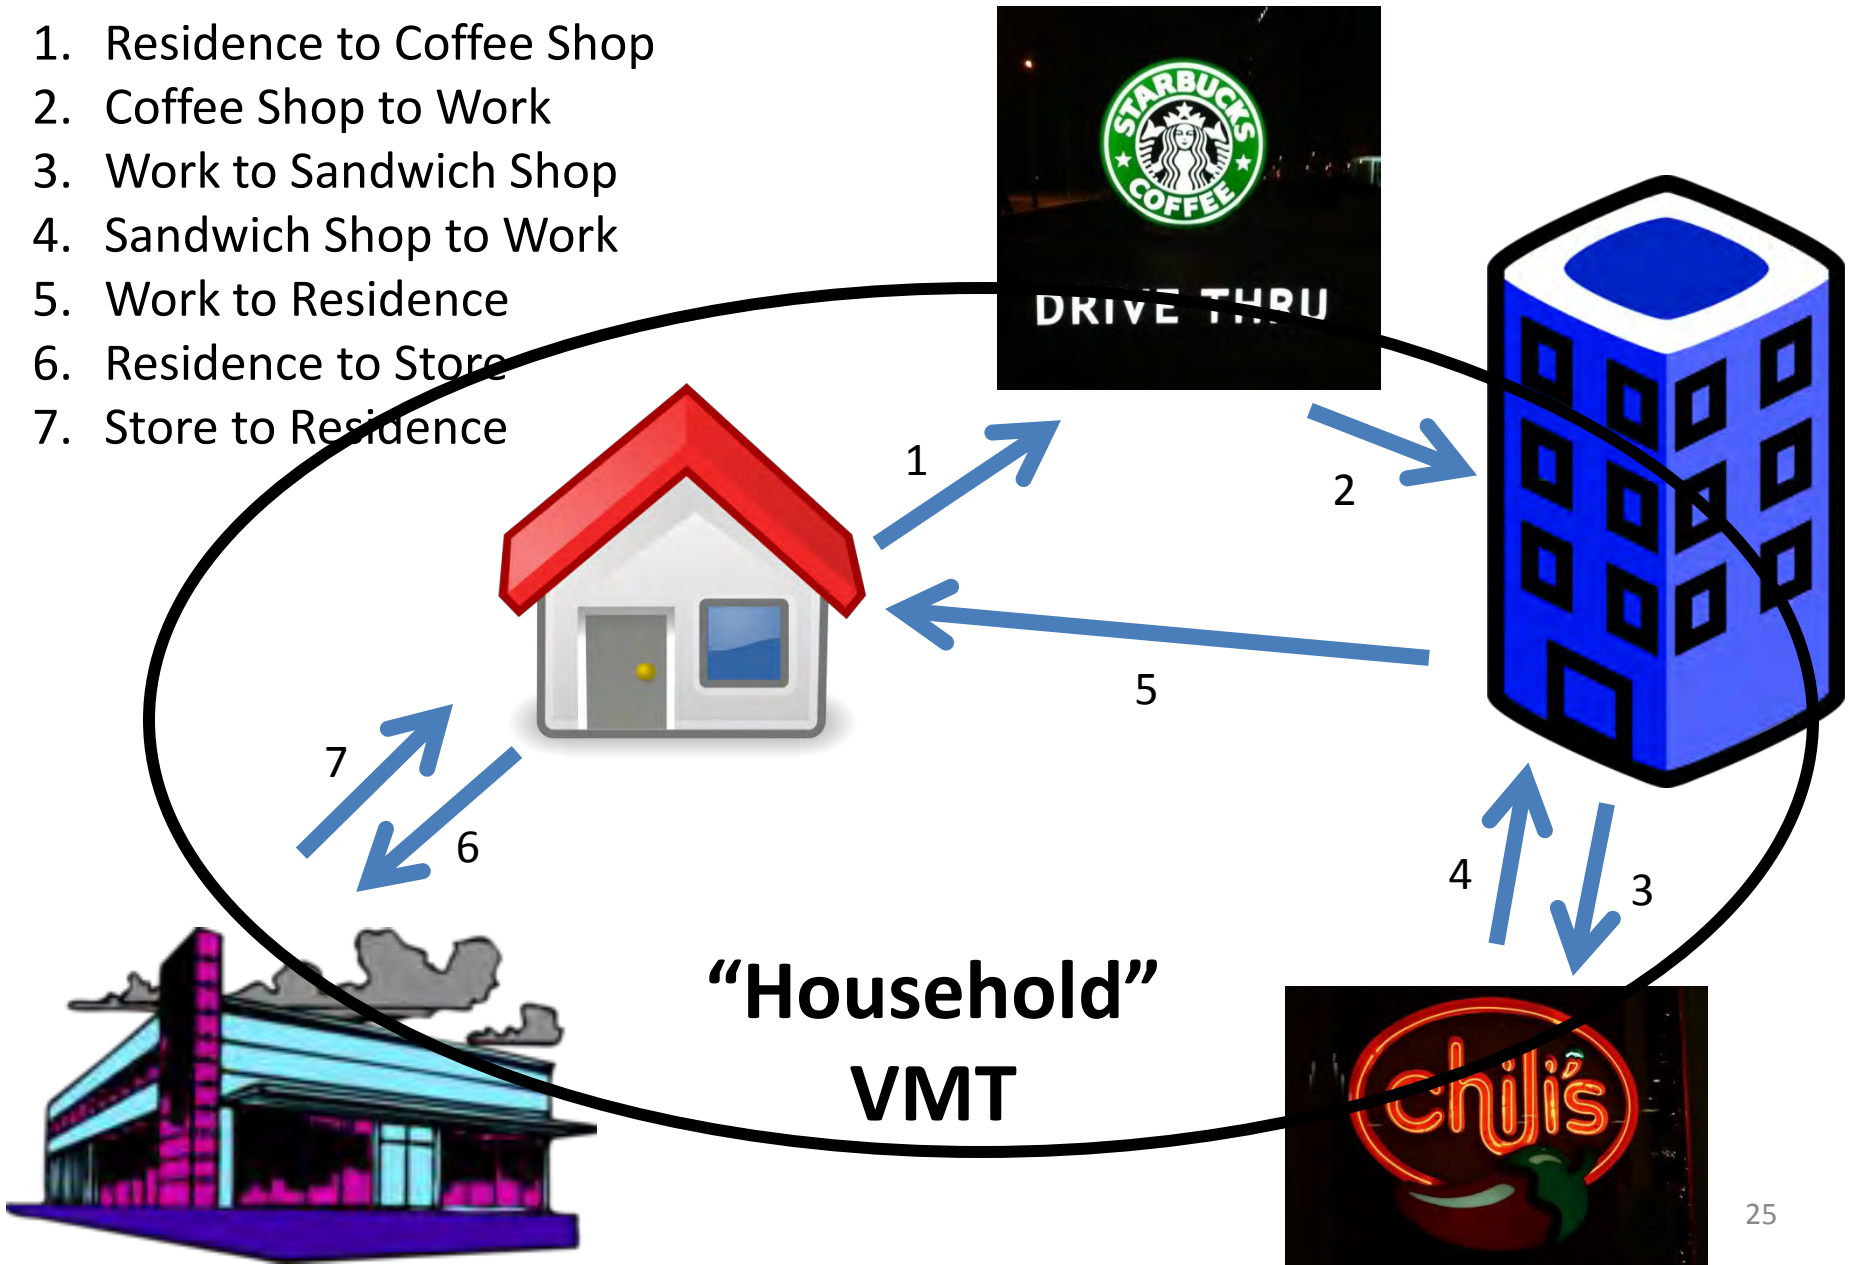 1. Residence to Coffee Shop
2. Coffee Shop to Work
3. Work to Sandwich Shop
4. Sandwich Shop to Work
5. Work to Residence
6. Residence to Store
7. Store to Residence
STARBUCKS
COFFEE
DRIVE THRU
1
2
5
7
6
4
3
“Household”
VMT
chili's
25